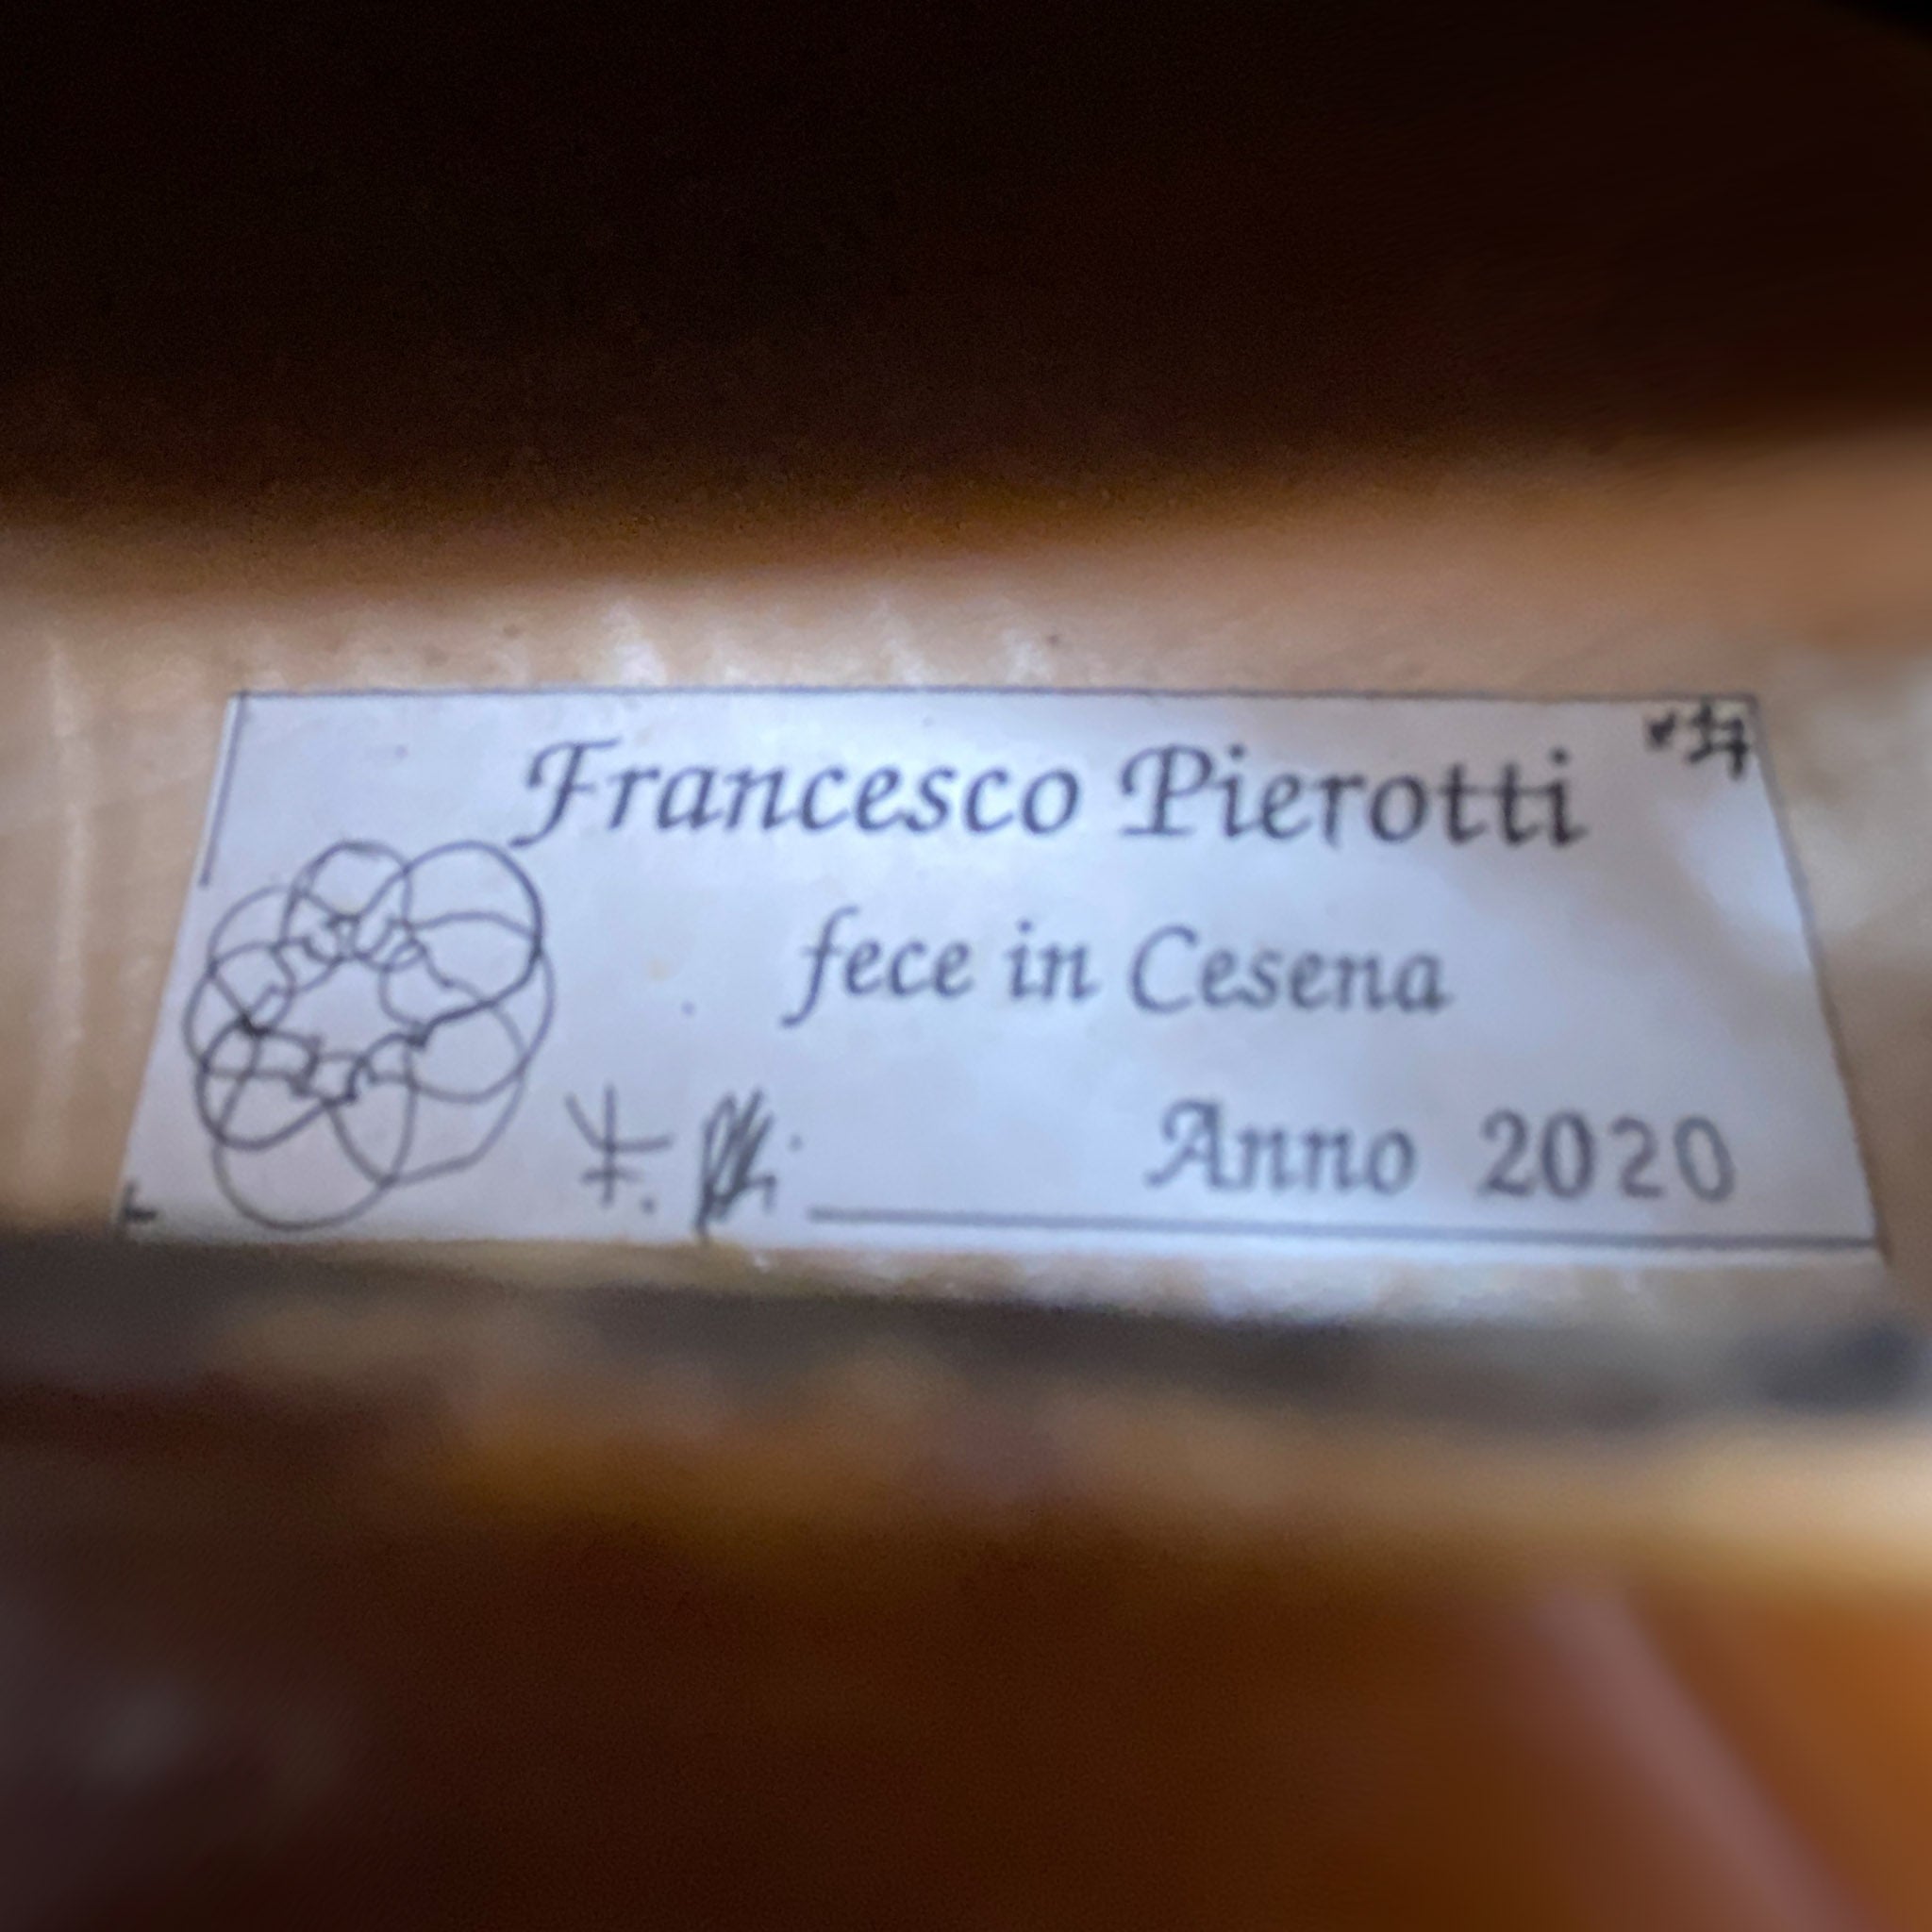 Francesco Pierotti
fece in Cesena
Anno 2020